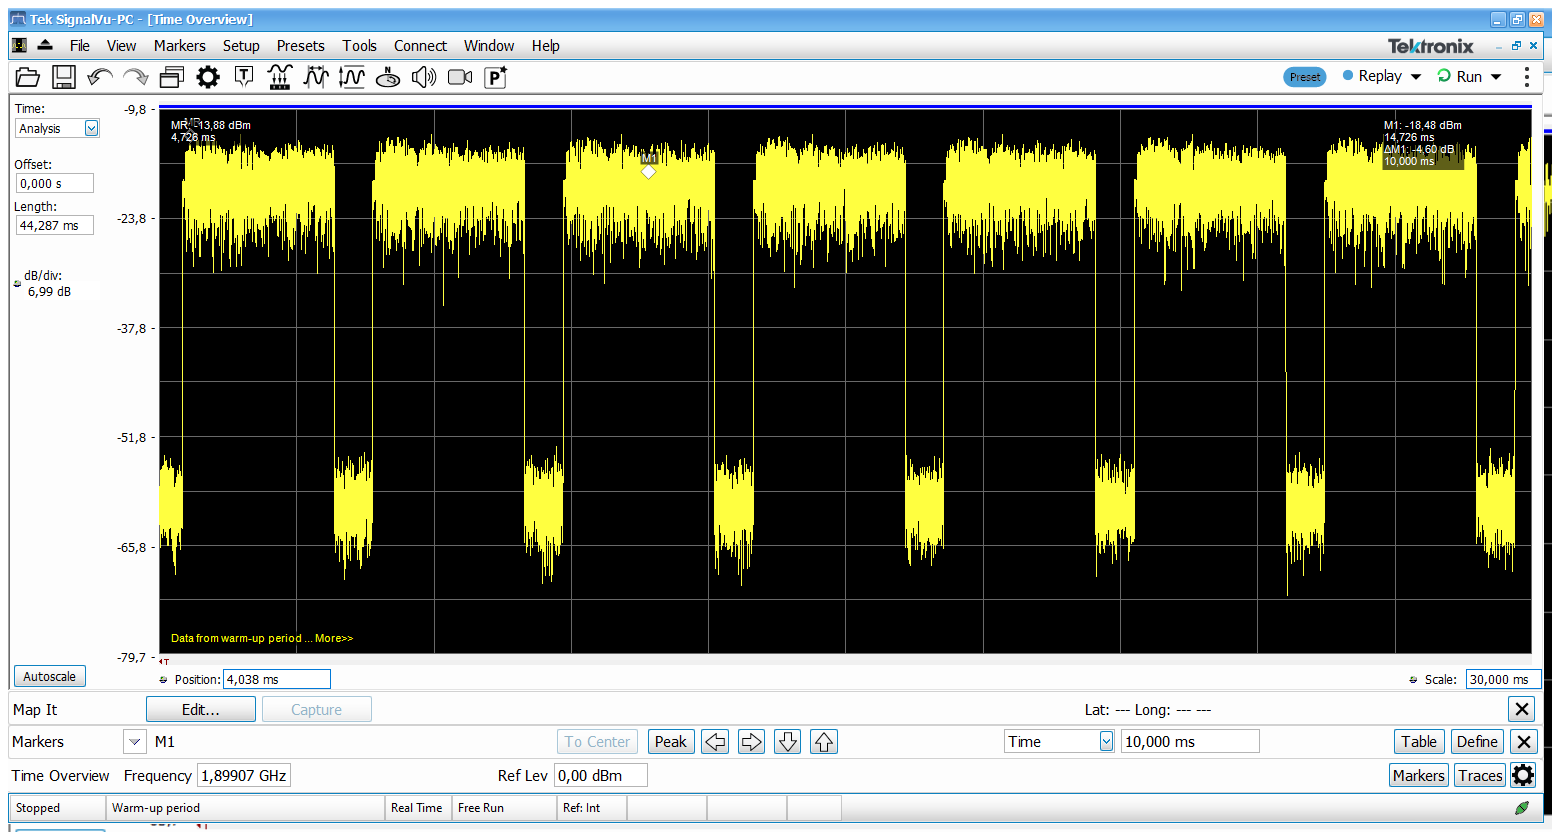 Tek SignalVu-PC - [Time Overview]
File View Markers Setup Presets Tools Connect Window Help
Tektronix
Preset Replay Run
Time:
Analysis
Offset:
0,000 s
Length:
44,287 ms
dB/div:
6,99 dB
-9,8
-23,8
-37,8
-51,8
-65,8
-79,7
MR: -13,88 dBm
4,726 ms
M1
M1: -18,48 dBm
14,726 ms
ΔM1: -4,60 dB
10,000 ms
Data from warm-up period ... More>>
T
Autoscale
Position: 4,038 ms
Scale: 30,000 ms
Map It Edit... Capture Lat: --- Long: --- ---
Markers M1 To Center Peak Time 10,000 ms Table Define
Time Overview Frequency 1,89907 GHz Ref Lev 0,00 dBm Markers Traces
Stopped Warm-up period Real Time Free Run Ref: Int